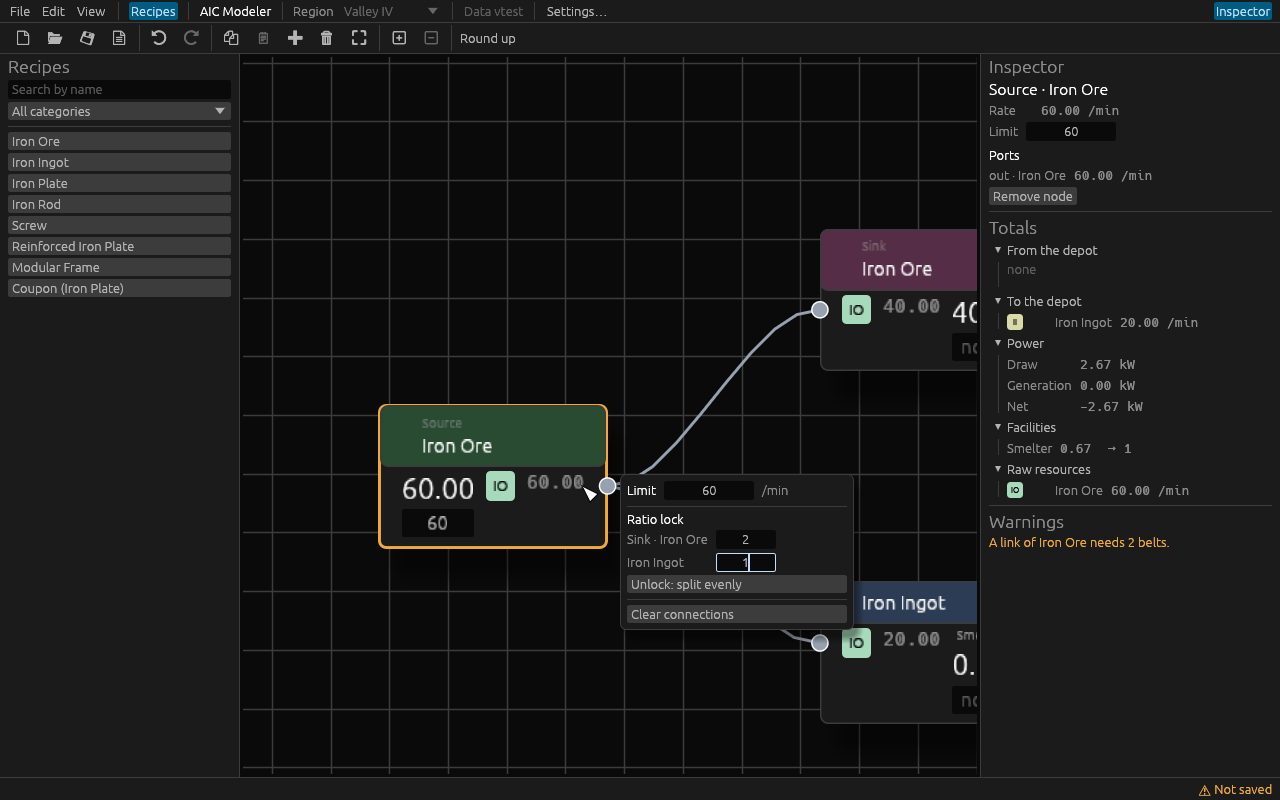 File Edit View Recipes AIC Modeler Region Valley IV Data vtest Settings… Inspector
Round up
Recipes
Search by name
All categories
Iron Ore
Iron Ingot
Iron Plate
Iron Rod
Screw
Reinforced Iron Plate
Modular Frame
Coupon (Iron Plate)
Sink
Iron Ore
IO 40.00 40
Source
Iron Ore
60.00 IO 60.00
60
Limit 60 /min
Ratio lock
Sink · Iron Ore 2
Iron Ingot 1
Unlock: split evenly
Clear connections
Iron Ingot
IO 20.00
0.
Inspector
Source · Iron Ore
Rate 60.00 /min
Limit 60
Ports
out · Iron Ore 60.00 /min
Remove node
Totals
From the depot
none
To the depot
Iron Ingot 20.00 /min
Power
Draw 2.67 kW
Generation 0.00 kW
Net −2.67 kW
Facilities
Smelter 0.67 → 1
Raw resources
IO Iron Ore 60.00 /min
Warnings
A link of Iron Ore needs 2 belts.
⚠ Not saved